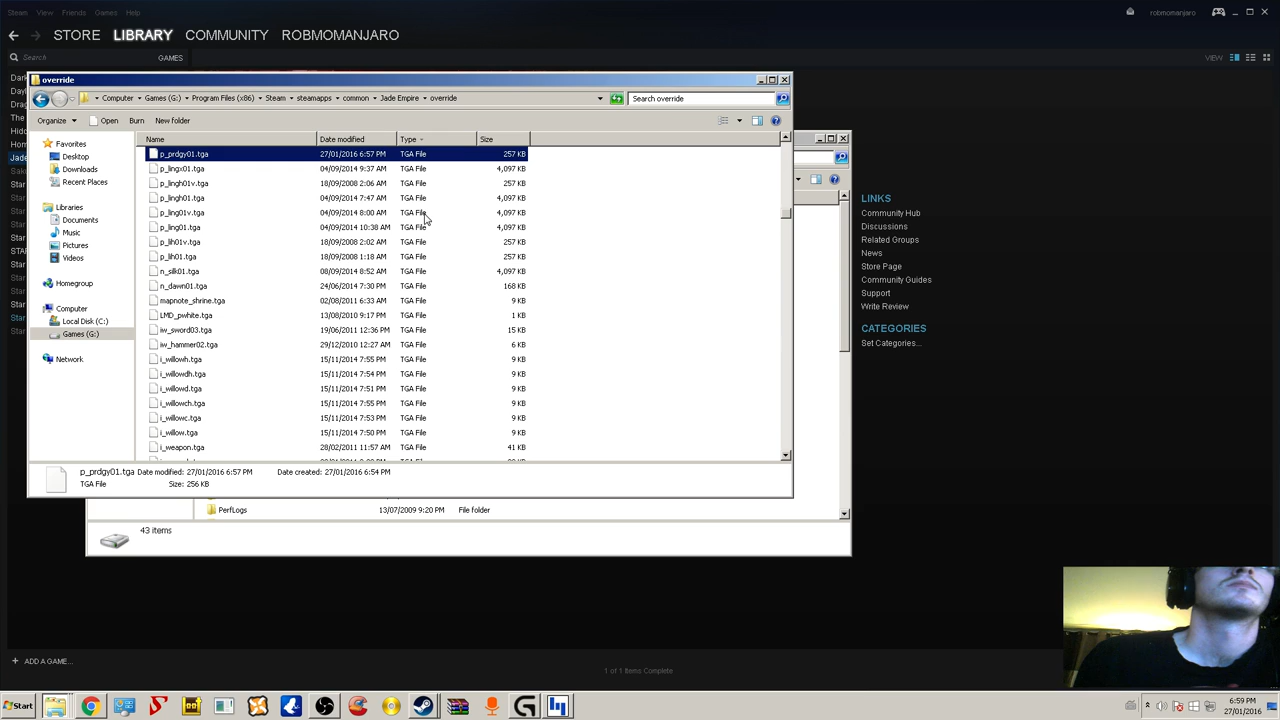 Steam View Friends Games Help
robmomanjaro
STORE LIBRARY COMMUNITY ROBMOMANJARO
Search GAMES
VIEW
override
Computer Games (G:) Program Files (x86) Steam steamapps common Jade Empire override
Search override
Organize Open Burn New folder
Favorites
Desktop
Downloads
Recent Places
Libraries
Documents
Music
Pictures
Videos
Homegroup
Computer
Local Disk (C:)
Games (G:)
Network
Name Date modified Type Size
p_prdgy01.tga 27/01/2016 6:57 PM TGA File 257 KB
p_lingx01.tga 04/09/2014 9:37 AM TGA File 4,097 KB
p_lingh01v.tga 18/09/2008 2:06 AM TGA File 257 KB
p_lingh01.tga 04/09/2014 7:47 AM TGA File 4,097 KB
p_ling01v.tga 04/09/2014 8:00 AM TGA File 4,097 KB
p_ling01.tga 04/09/2014 10:38 AM TGA File 4,097 KB
p_lih01v.tga 18/09/2008 2:02 AM TGA File 257 KB
p_lih01.tga 18/09/2008 1:18 AM TGA File 257 KB
n_silk01.tga 08/09/2014 8:52 AM TGA File 4,097 KB
n_dawn01.tga 24/06/2014 7:30 PM TGA File 168 KB
mapnote_shrine.tga 02/08/2011 6:33 AM TGA File 9 KB
LMD_pwhite.tga 13/08/2010 9:17 PM TGA File 1 KB
iw_sword03.tga 19/06/2011 12:36 PM TGA File 15 KB
iw_hammer02.tga 29/12/2010 12:27 AM TGA File 6 KB
i_willowh.tga 15/11/2014 7:55 PM TGA File 9 KB
i_willowdh.tga 15/11/2014 7:54 PM TGA File 9 KB
i_willowd.tga 15/11/2014 7:51 PM TGA File 9 KB
i_willowch.tga 15/11/2014 7:55 PM TGA File 9 KB
i_willowc.tga 15/11/2014 7:53 PM TGA File 9 KB
i_willow.tga 15/11/2014 7:50 PM TGA File 9 KB
i_weapon.tga 28/02/2011 11:57 AM TGA File 41 KB
p_prdgy01.tga Date modified: 27/01/2016 6:57 PM Date created: 27/01/2016 6:54 PM
TGA File Size: 256 KB
PerfLogs 13/07/2009 9:20 PM File folder
43 items
LINKS
Community Hub
Discussions
Related Groups
News
Store Page
Community Guides
Support
Write Review
CATEGORIES
Set Categories...
+ ADD A GAME...
1 of 1 Items Complete
Start
6:59 PM
27/01/2016